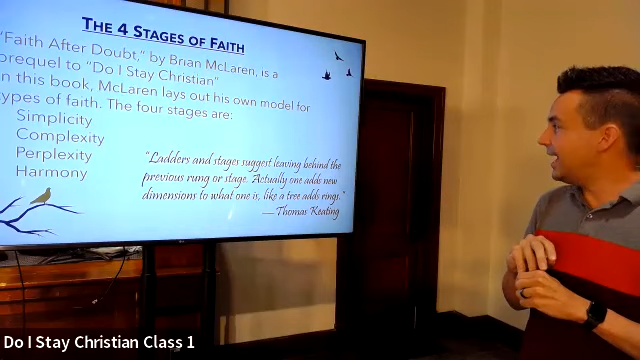 THE 4 STAGES OF FAITH
"Faith After Doubt," by Brian McLaren, is a
prequel to "Do I Stay Christian"
In this book, McLaren lays out his own model for
types of faith. The four stages are:
Simplicity
Complexity
Perplexity
Harmony
"Ladders and stages suggest leaving behind the
previous rung or stage. Actually one adds new
dimensions to what one is, like a tree adds rings."
— Thomas Keating
Do I Stay Christian Class 1